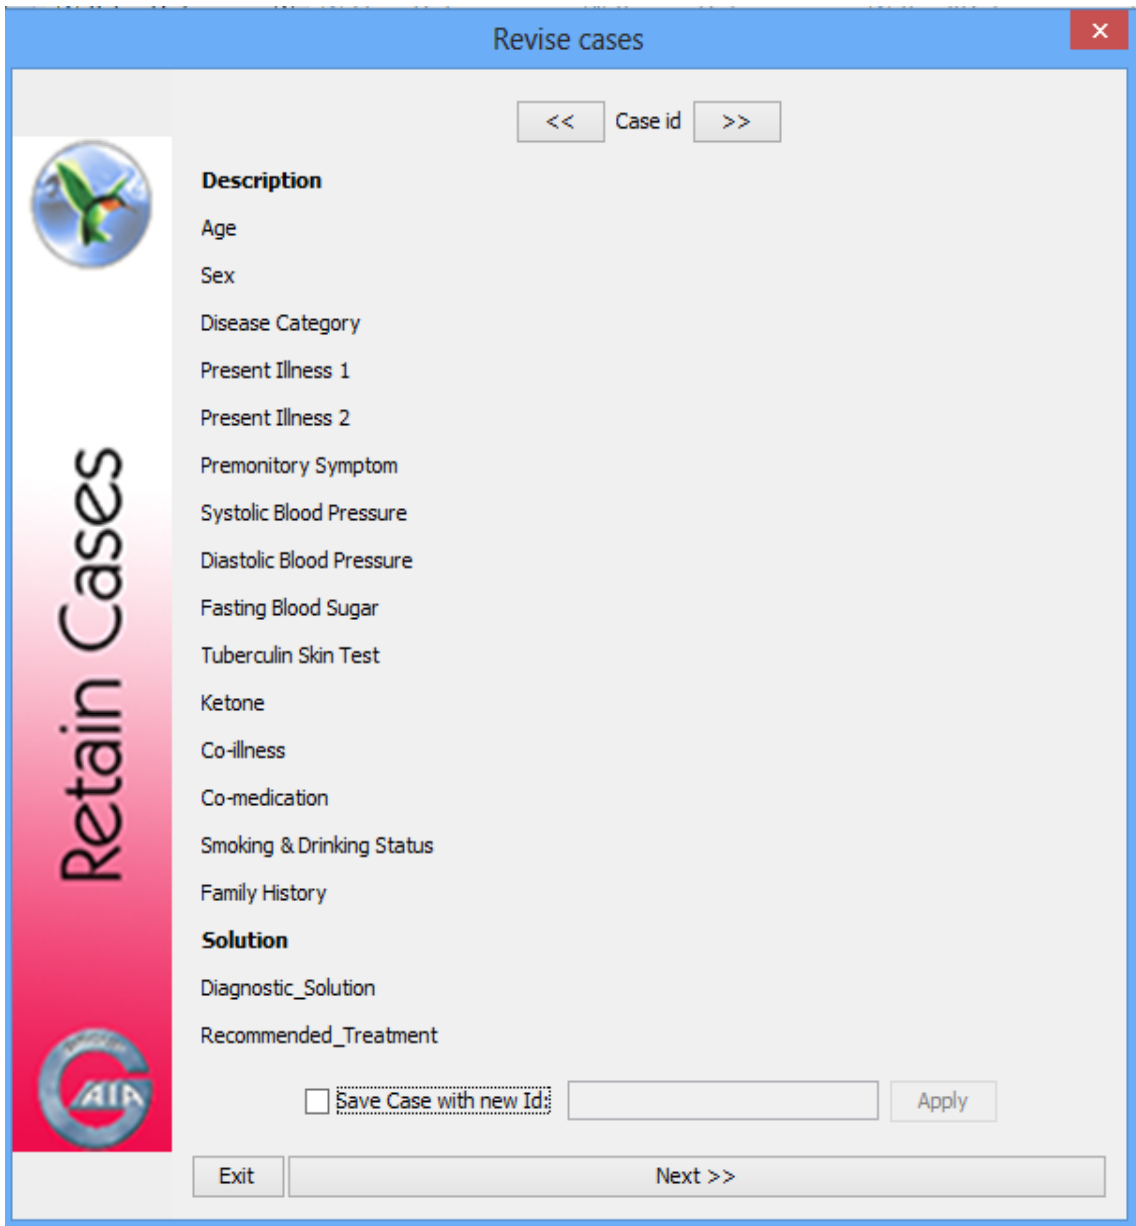 Revise cases
<< Case id >>
Description
Age
Sex
Disease Category
Present Illness 1
Present Illness 2
Premonitory Symptom
Systolic Blood Pressure
Diastolic Blood Pressure
Fasting Blood Sugar
Tuberculin Skin Test
Ketone
Co-illness
Co-medication
Smoking & Drinking Status
Family History
Solution
Diagnostic_Solution
Recommended_Treatment
Save Case with new Id: Apply
Exit Next >>
Retain Cases
GAIA